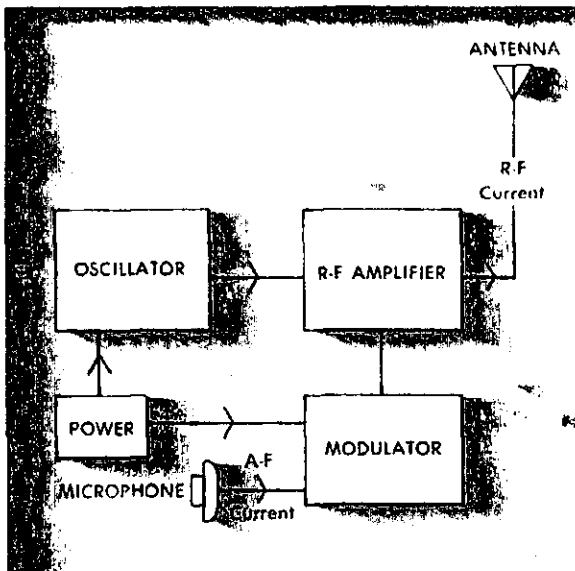 ANTENNA
R-F
Current
OSCILLATOR
R-F AMPLIFIER
POWER
MODULATOR
A-F
MICROPHONE
Current